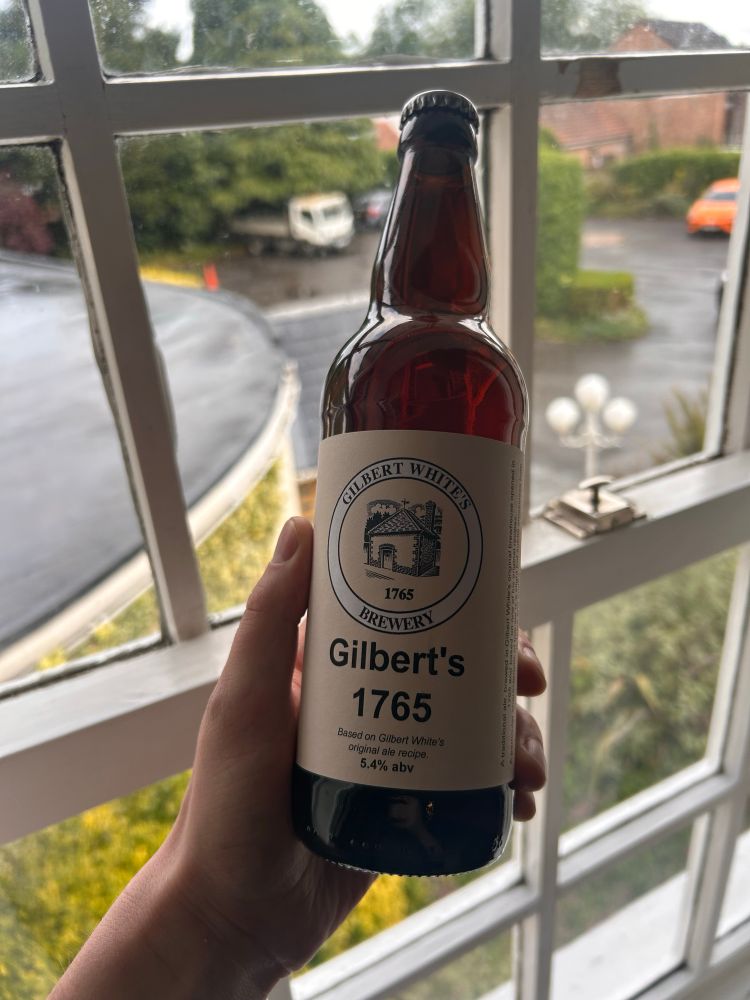 GILBERT WHITE'S
1765
BREWERY
Gilbert's
1765
Based on Gilbert White's
original ale recipe.
5.4% abv